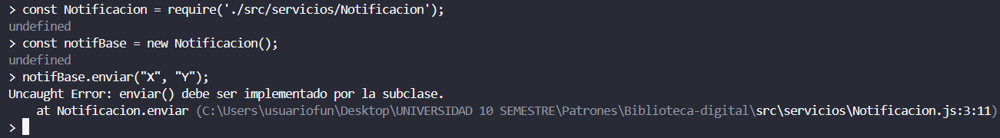 > const Notificacion = require('./src/servicios/Notificacion');
undefined
> const notifBase = new Notificacion();
undefined
> notifBase.enviar("X", "Y");
Uncaught Error: enviar() debe ser implementado por la subclase.
    at Notificacion.enviar (C:\Users\usuariofun\Desktop\UNIVERSIDAD 10 SEMESTRE\Patrones\Biblioteca-digital\src\servicios\Notificacion.js:3:11)
>